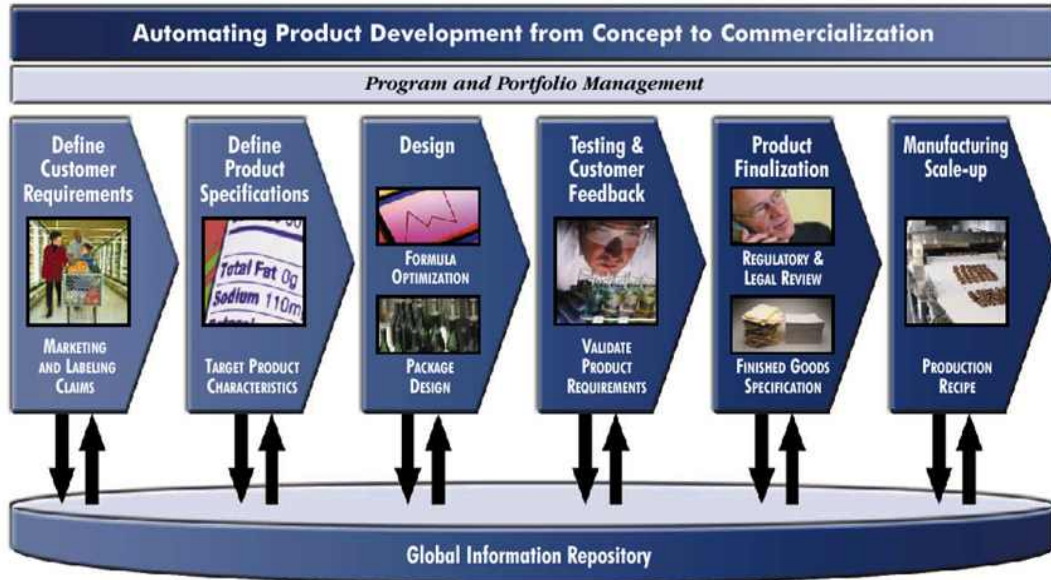 Automating Product Development from Concept to Commercialization
Program and Portfolio Management
Define
Customer
Requirements
MARKETING
AND LABELING
CLAIMS
Define
Product
Specifications
Total Fat 0g
Sodium 110m
TARGET PRODUCT
CHARACTERISTICS
Design
FORMULA
OPTIMIZATION
PACKAGE
DESIGN
Testing &
Customer
Feedback
VALIDATE
PRODUCT
REQUIREMENTS
Product
Finalization
REGULATORY &
LEGAL REVIEW
FINISHED GOODS
SPECIFICATION
Manufacturing
Scale-up
PRODUCTION
RECIPE
Global Information Repository